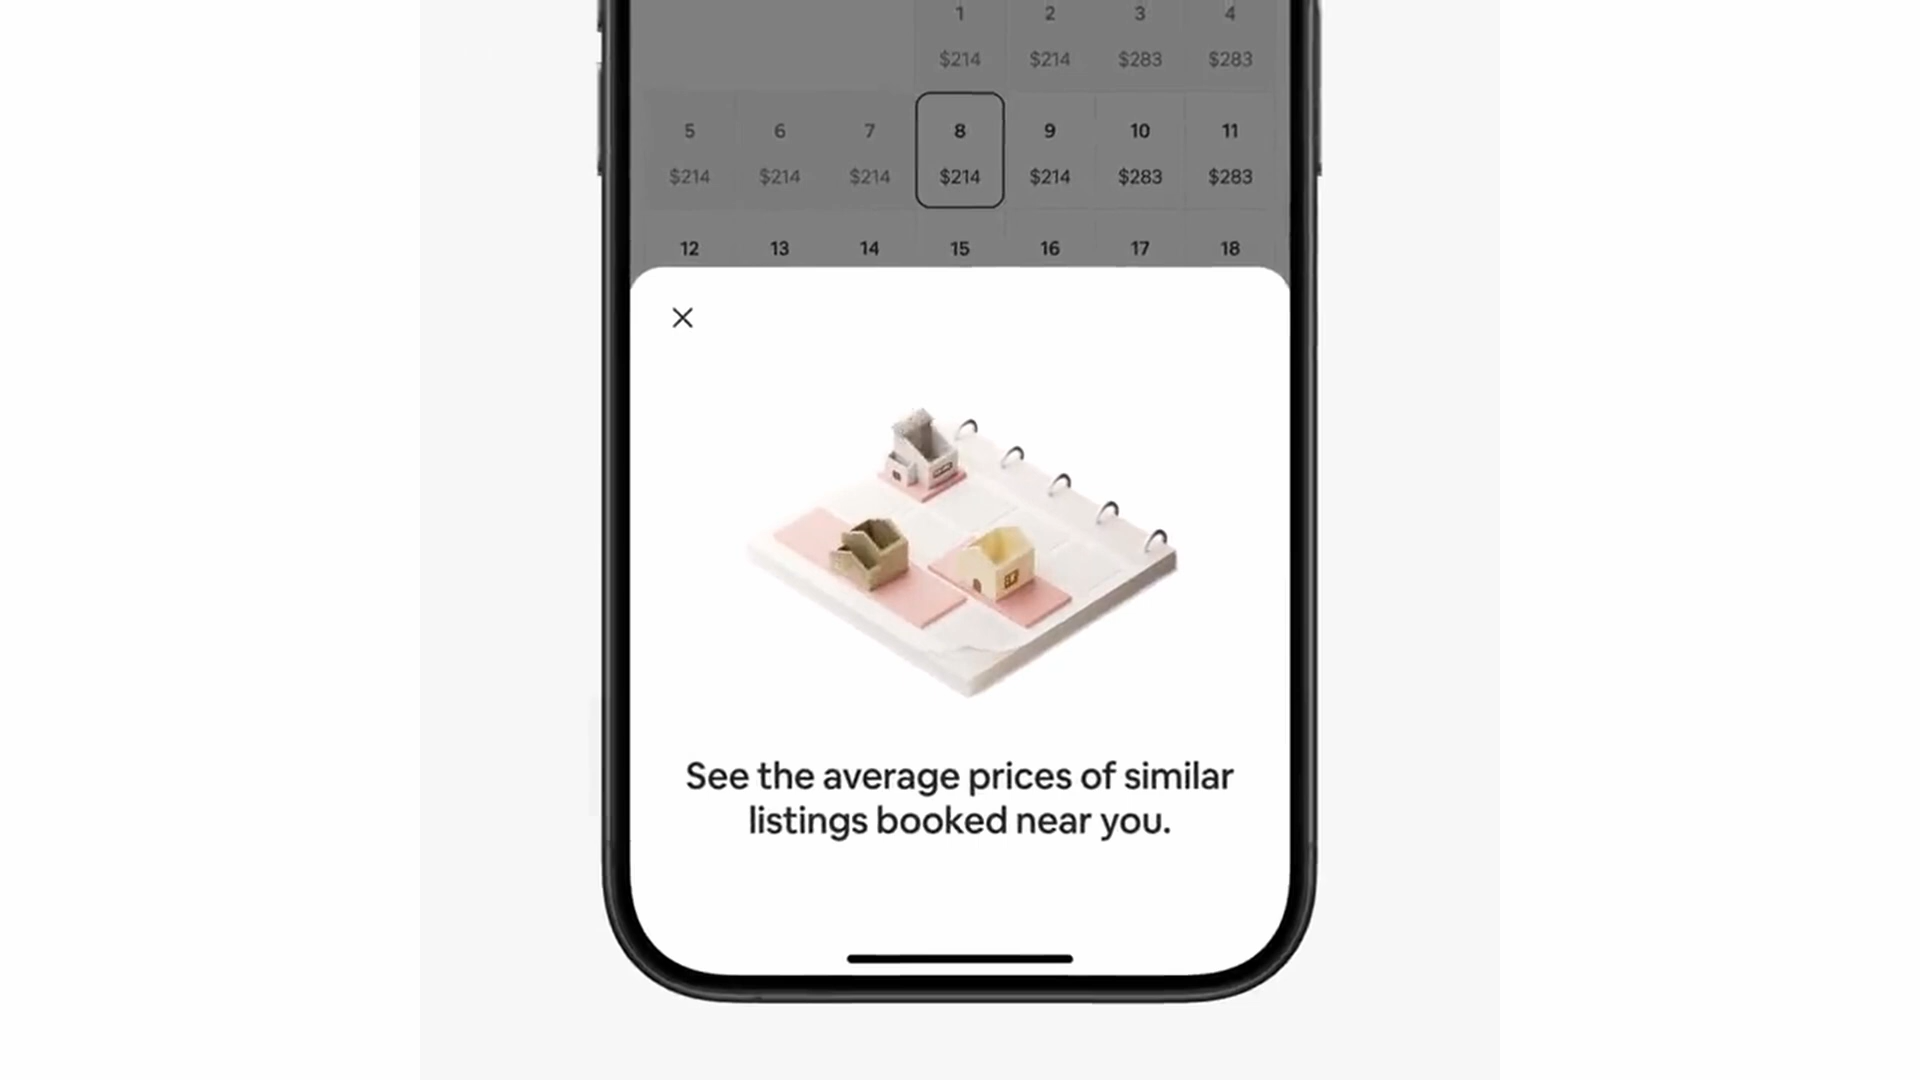 1 2 3 4
$214 $214 $283 $283
5 6 7 8 9 10 11
$214 $214 $214 $214 $214 $283 $283
12 13 14 15 16 17 18
See the average prices of similar
listings booked near you.